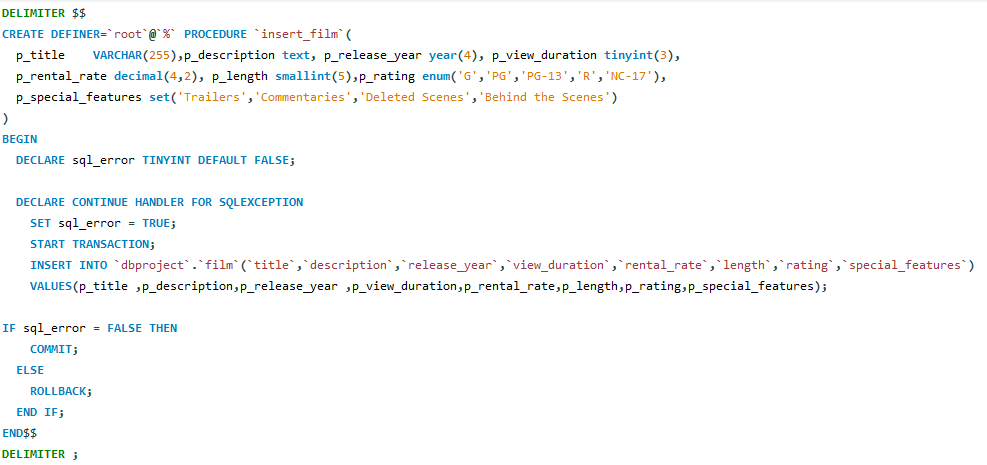 DELIMITER $$
CREATE DEFINER=`root`@`%` PROCEDURE `insert_film`(
  p_title    VARCHAR(255),p_description text, p_release_year year(4), p_view_duration tinyint(3),
  p_rental_rate decimal(4,2), p_length smallint(5),p_rating enum('G','PG','PG-13','R','NC-17'),
  p_special_features set('Trailers','Commentaries','Deleted Scenes','Behind the Scenes')
)
BEGIN
  DECLARE sql_error TINYINT DEFAULT FALSE;

  DECLARE CONTINUE HANDLER FOR SQLEXCEPTION
    SET sql_error = TRUE;
    START TRANSACTION;
    INSERT INTO `dbproject`.`film`(`title`,`description`,`release_year`,`view_duration`,`rental_rate`,`length`,`rating`,`special_features`)
    VALUES(p_title ,p_description,p_release_year ,p_view_duration,p_rental_rate,p_length,p_rating,p_special_features);

IF sql_error = FALSE THEN
    COMMIT;
  ELSE
    ROLLBACK;
  END IF;
END$$
DELIMITER ;